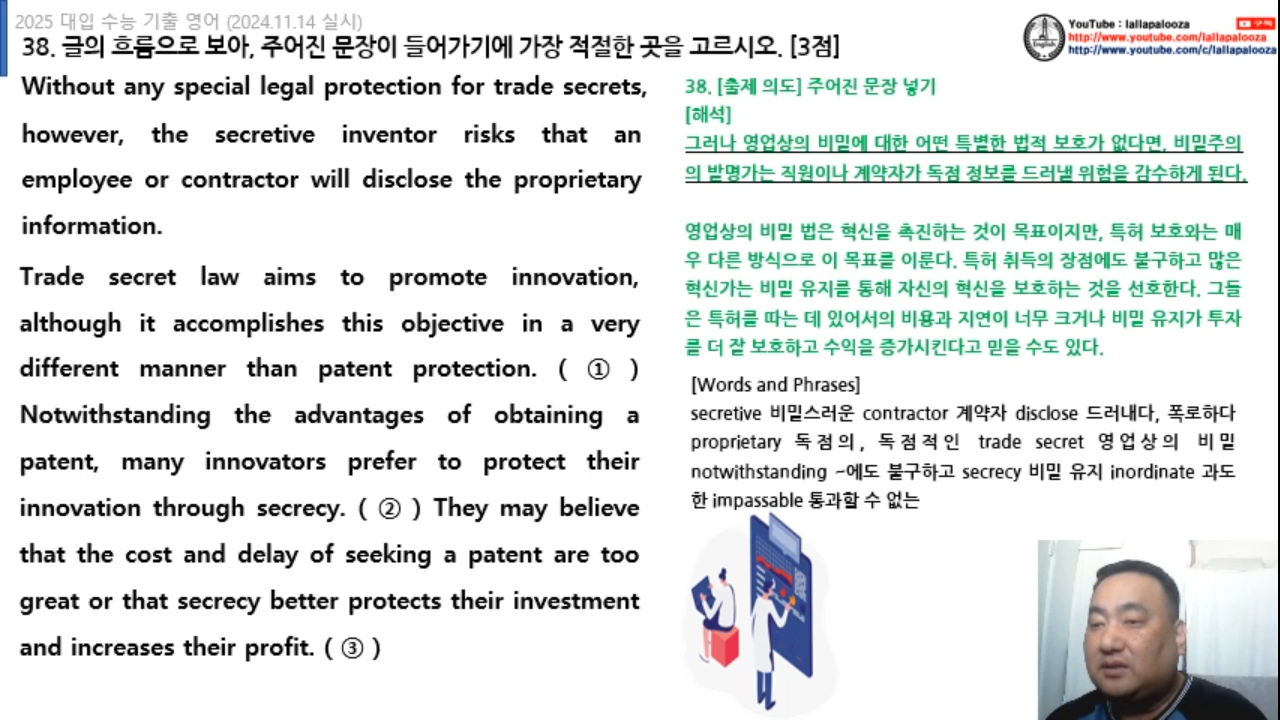 2025 대입 수능 기출 영어 (2024.11.14 실시)
38. 글의 흐름으로 보아, 주어진 문장이 들어가기에 가장 적절한 곳을 고르시오. [3점]
YouTube : lallapalooza
구독
http://www.youtube.com/lallapalooza
http://www.youtube.com/c/lallapalooza
English
Without any special legal protection for trade secrets,
however, the secretive inventor risks that an
employee or contractor will disclose the proprietary
information.
Trade secret law aims to promote innovation,
although it accomplishes this objective in a very
different manner than patent protection. ( ① )
Notwithstanding the advantages of obtaining a
patent, many innovators prefer to protect their
innovation through secrecy. ( ② ) They may believe
that the cost and delay of seeking a patent are too
great or that secrecy better protects their investment
and increases their profit. ( ③ )
38. [출제 의도] 주어진 문장 넣기
[해석]
그러나 영업상의 비밀에 대한 어떤 특별한 법적 보호가 없다면, 비밀주의
의 발명가는 직원이나 계약자가 독점 정보를 드러낼 위험을 감수하게 된다.
영업상의 비밀 법은 혁신을 촉진하는 것이 목표이지만, 특허 보호와는 매
우 다른 방식으로 이 목표를 이룬다. 특허 취득의 장점에도 불구하고 많은
혁신가는 비밀 유지를 통해 자신의 혁신을 보호하는 것을 선호한다. 그들
은 특허를 따는 데 있어서의 비용과 지연이 너무 크거나 비밀 유지가 투자
를 더 잘 보호하고 수익을 증가시킨다고 믿을 수도 있다.
[Words and Phrases]
secretive 비밀스러운 contractor 계약자 disclose 드러내다, 폭로하다
proprietary 독점의, 독점적인 trade secret 영업상의 비밀
notwithstanding ~에도 불구하고 secrecy 비밀 유지 inordinate 과도
한 impassable 통과할 수 없는